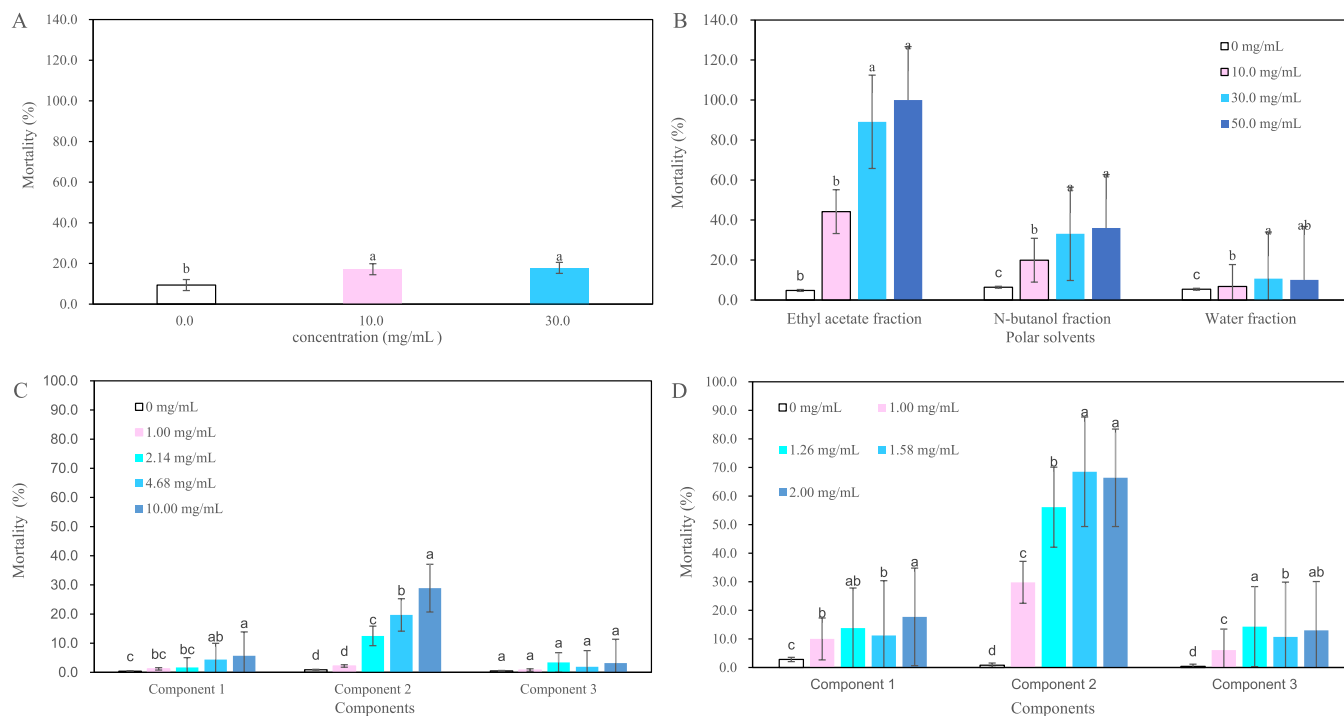 A
140.0
120.0
100.0
80.0
60.0
40.0
20.0
0.0
Mortality (%)
b
a
a
0.0
10.0
30.0
concentration (mg/mL )
B
140.0
120.0
100.0
80.0
60.0
40.0
20.0
0.0
Mortality (%)
0 mg/mL
10.0 mg/mL
30.0 mg/mL
50.0 mg/mL
b
b
a
a
c
b
a
a
c
b
a
ab
Ethyl acetate fraction
N-butanol fraction
Water fraction
Polar solvents
C
100.0
90.0
80.0
70.0
60.0
50.0
40.0
30.0
20.0
10.0
0.0
Mortality (%)
0 mg/mL
1.00 mg/mL
2.14 mg/mL
4.68 mg/mL
10.00 mg/mL
c
bc
bc
ab
a
d
d
c
b
a
a
a
a
a
a
Component 1
Component 2
Component 3
Components
D
100.0
90.0
80.0
70.0
60.0
50.0
40.0
30.0
20.0
10.0
0.0
Mortality (%)
0 mg/mL
1.00 mg/mL
1.26 mg/mL
1.58 mg/mL
2.00 mg/mL
c
b
ab
b
a
d
c
b
a
a
d
c
a
b
ab
Component 1
Component 2
Component 3
Components